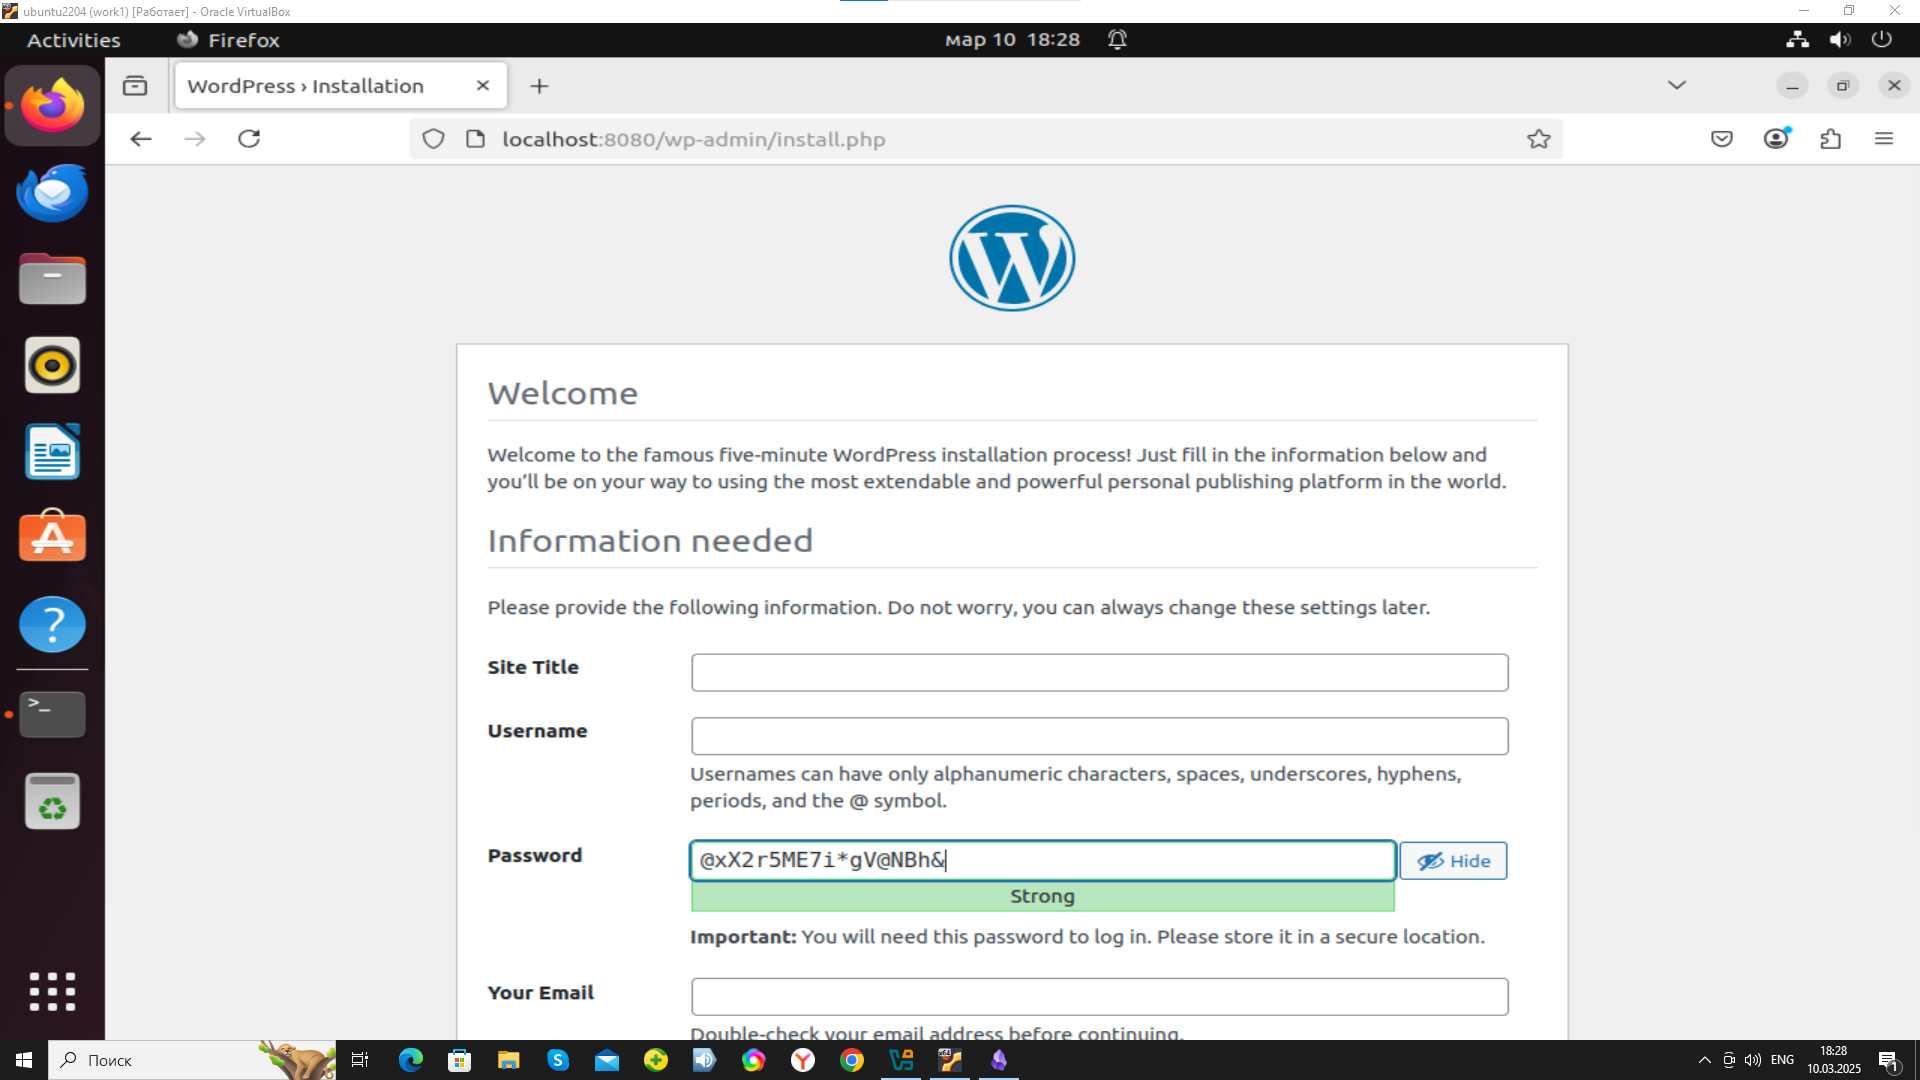 ubuntu2204 (work1) [Работает] - Oracle VirtualBox
Activities
Firefox
мар 10 18:28
WordPress › Installation
localhost:8080/wp-admin/install.php
Welcome
Welcome to the famous five-minute WordPress installation process! Just fill in the information below and
you’ll be on your way to using the most extendable and powerful personal publishing platform in the world.
Information needed
Please provide the following information. Do not worry, you can always change these settings later.
Site Title
Username
Usernames can have only alphanumeric characters, spaces, underscores, hyphens,
periods, and the @ symbol.
Password
@xX2r5ME7i*gV@NBh&
Hide
Strong
Important: You will need this password to log in. Please store it in a secure location.
Your Email
Double-check your email address before continuing.
Поиск
ENG
18:28
10.03.2025
1